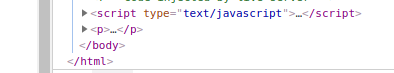 ▶<script type="text/javascript">…</script>
▶<p>…</p>
</body>
</html>